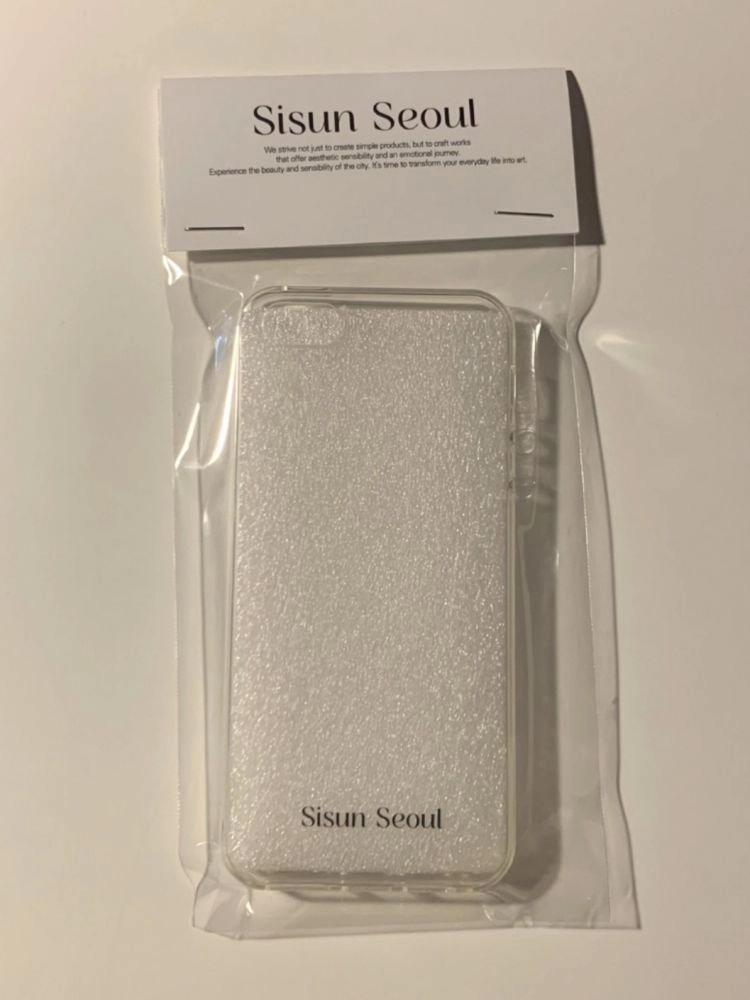 Sisun Seoul
We strive not just to create simple products, but to craft works
that offer aesthetic sensibility and an emotional journey.
Experience the beauty and sensibility of the city. It's time to transform your everyday life into art.
Sisun Seoul